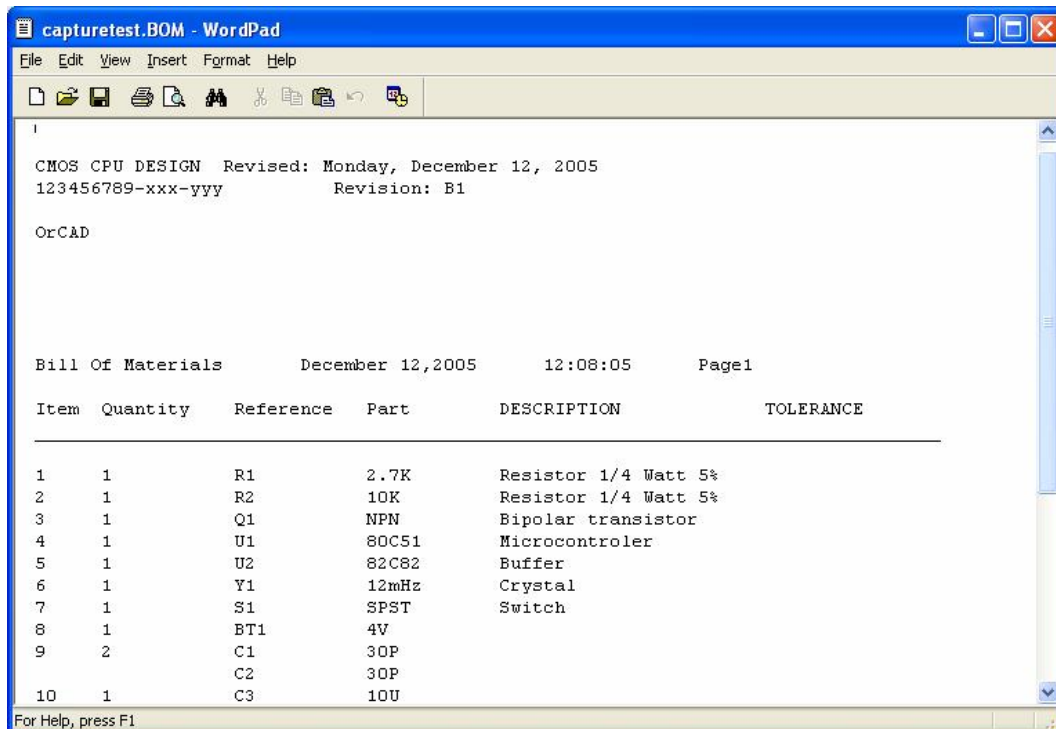 capturetest.BOM - WordPad
File Edit View Insert Format Help
CMOS CPU DESIGN Revised: Monday, December 12, 2005
123456789-xxx-yyy Revision: B1
OrCAD
Bill Of Materials December 12,2005 12:08:05 Page1
Item Quantity Reference Part DESCRIPTION TOLERANCE
1 1 R1 2.7K Resistor 1/4 Watt 5%
2 1 R2 10K Resistor 1/4 Watt 5%
3 1 Q1 NPN Bipolar transistor
4 1 U1 80C51 Microcontroler
5 1 U2 82C82 Buffer
6 1 Y1 12mHz Crystal
7 1 S1 SPST Switch
8 1 BT1 4V
9 2 C1 30P
C2 30P
10 1 C3 10U
For Help, press F1